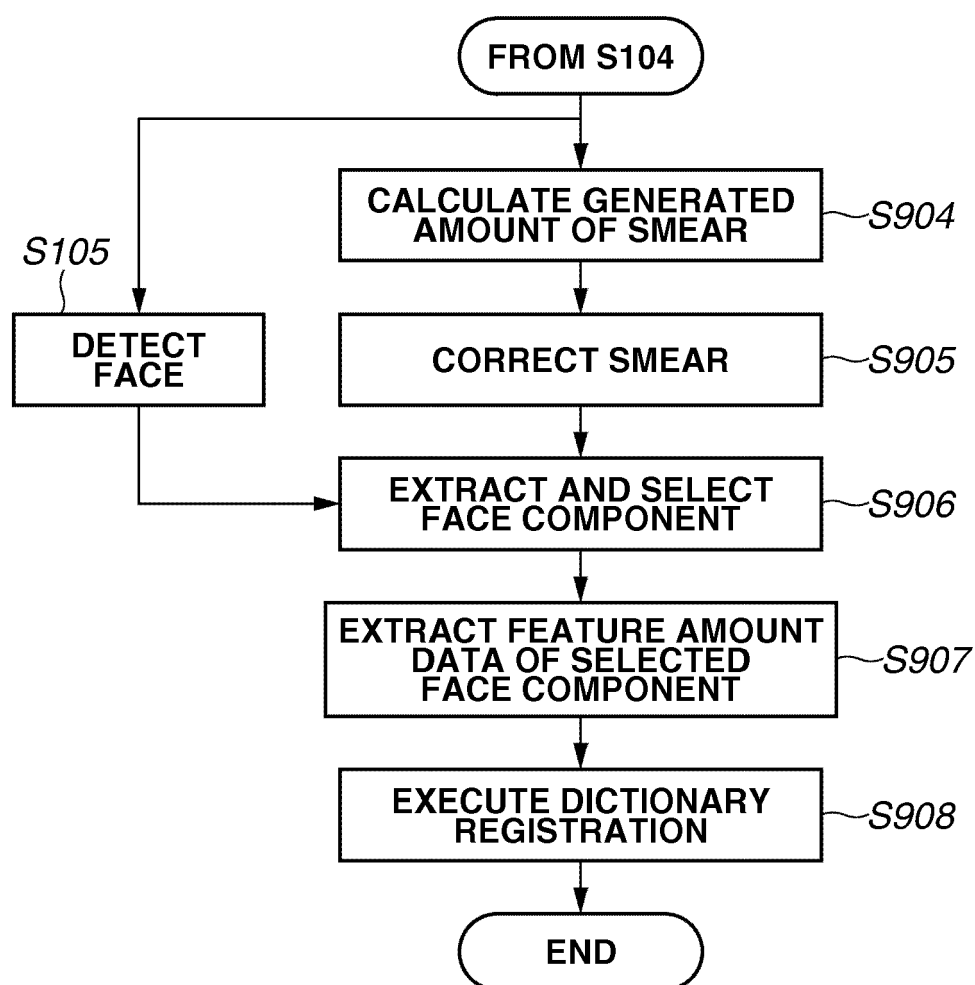 FROM S104
CALCULATE GENERATED
AMOUNT OF SMEAR
S904
S105
DETECT
FACE
CORRECT SMEAR
S905
EXTRACT AND SELECT
FACE COMPONENT
S906
EXTRACT FEATURE AMOUNT
DATA OF SELECTED
FACE COMPONENT
S907
EXECUTE DICTIONARY
REGISTRATION
S908
END